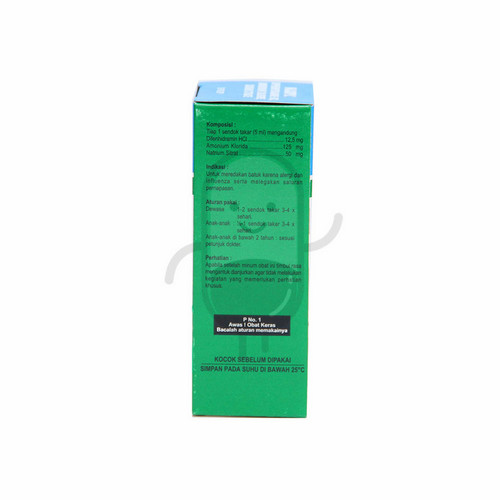 Komposisi :
Tiap 1 sendok takar (5 ml) mengandung
Difenhidramin HCl 12,5 mg
Amonium Klorida 125 mg
Natrium Sitrat 50 mg
Indikasi :
untuk meredakan batuk karena alergi dan
influenza serta melegakan saluran
pernapasan.
Aturan pakai :
Dewasa : 1-2 sendok takar 3-4 x
sehari.
Anak-anak : sendok takar 3-4 x
sehari.
Anak-anak di bawah 2 tahun : sesuai
petunjuk dokter.
Perhatian :
Apabila setelah minum obat ini timbul rasa
mengantuk dianjurkan agar tidak melakukan
kegiatan yang memerlukan perhatian
khusus.
P No. 1
Awas ! Obat Keras
Bacalah aturan memakainya
KOCOK SEBELUM DIPAKAI
SIMPAN PADA SUHU DI BAWAH 25°C